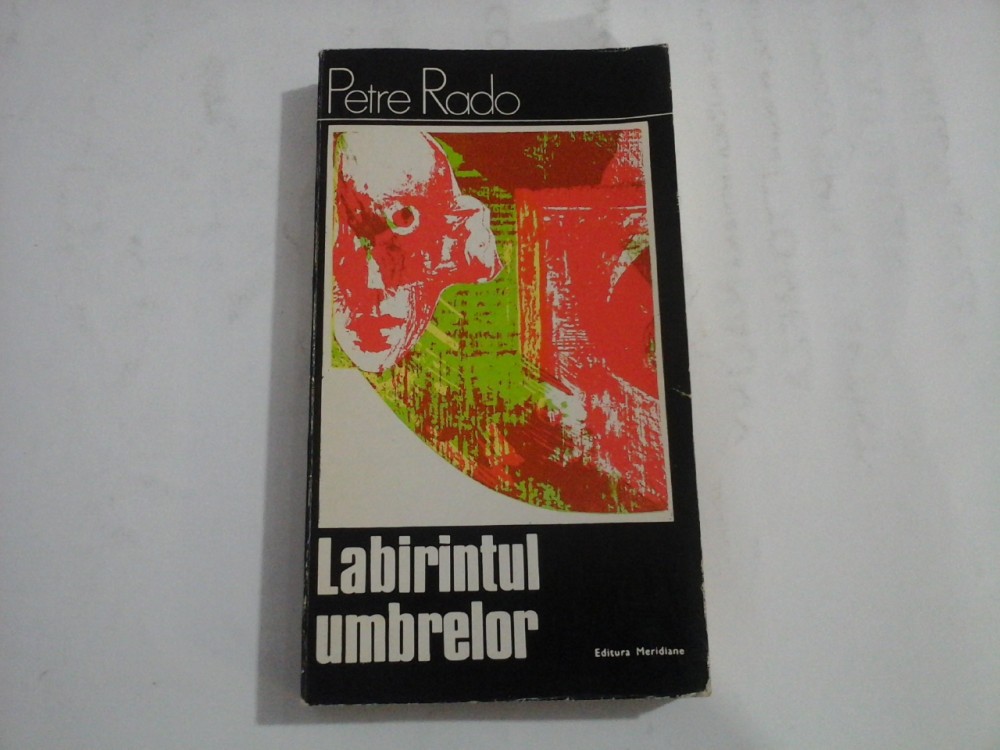 Petre Rado
Labirintul
umbrelor
Editura Meridiane